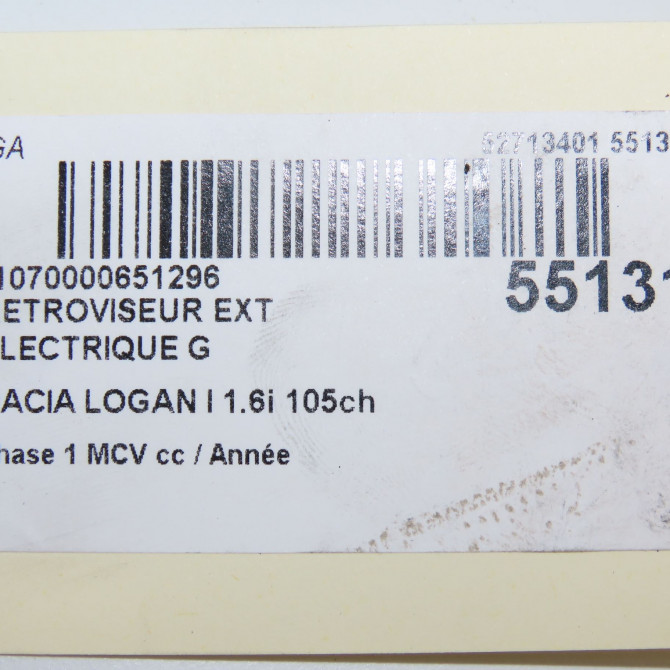 GA
52713401 5513
1070000651296
5513
ETROVISEUR EXT
LECTRIQUE G
ACIA LOGAN I 1.6i 105ch
hase 1 MCV cc / Année